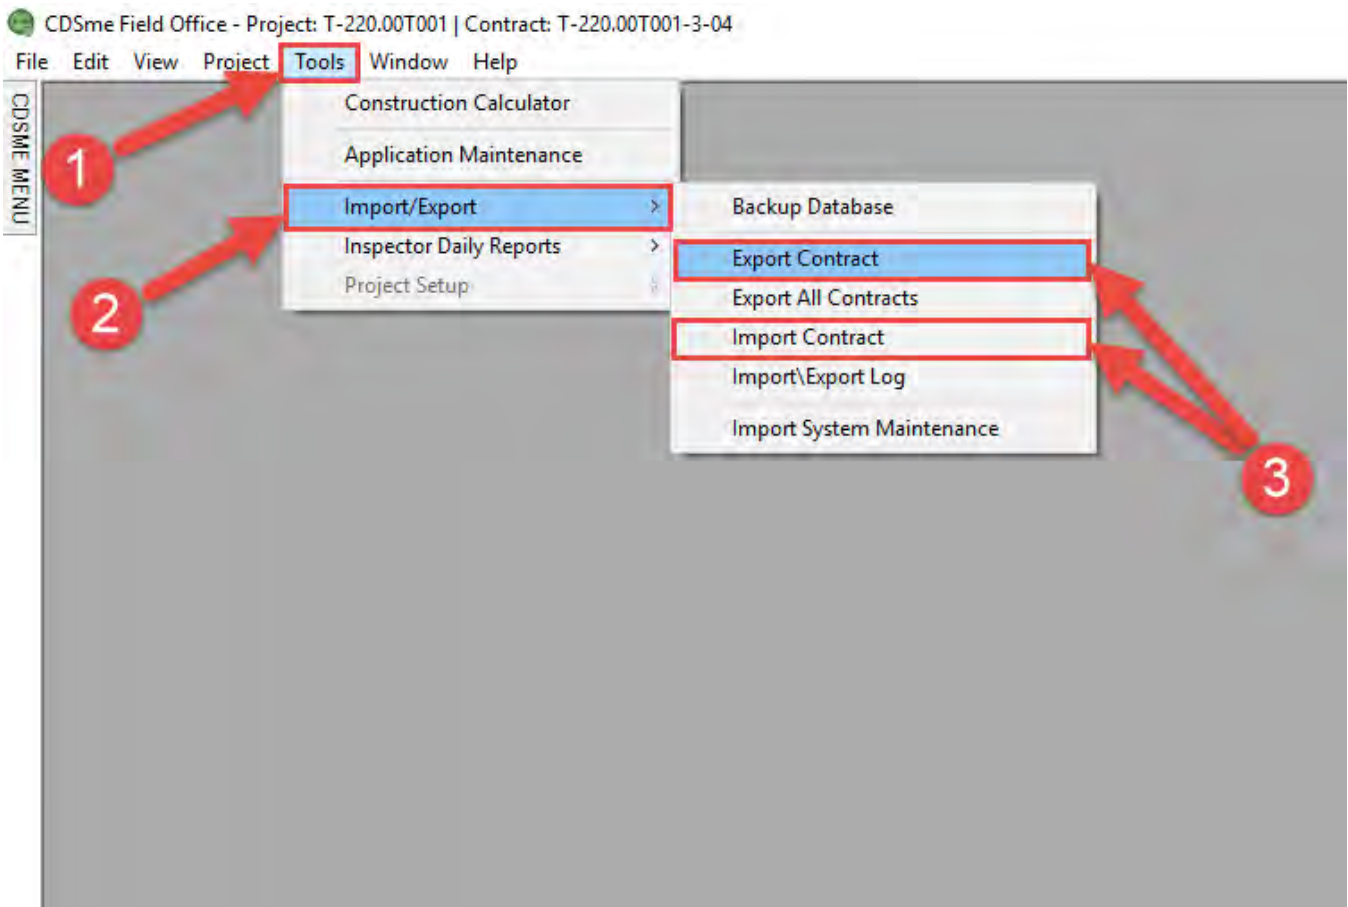 CDSme Field Office - Project: T-220.00T001 | Contract: T-220.00T001-3-04
File Edit View Project Tools Window Help
CDSME MENU
Construction Calculator
1
Application Maintenance
Import/Export >
Backup Database
Inspector Daily Reports >
Export Contract
Project Setup >
Export All Contracts
2
Import Contract
Import\Export Log
Import System Maintenance
3